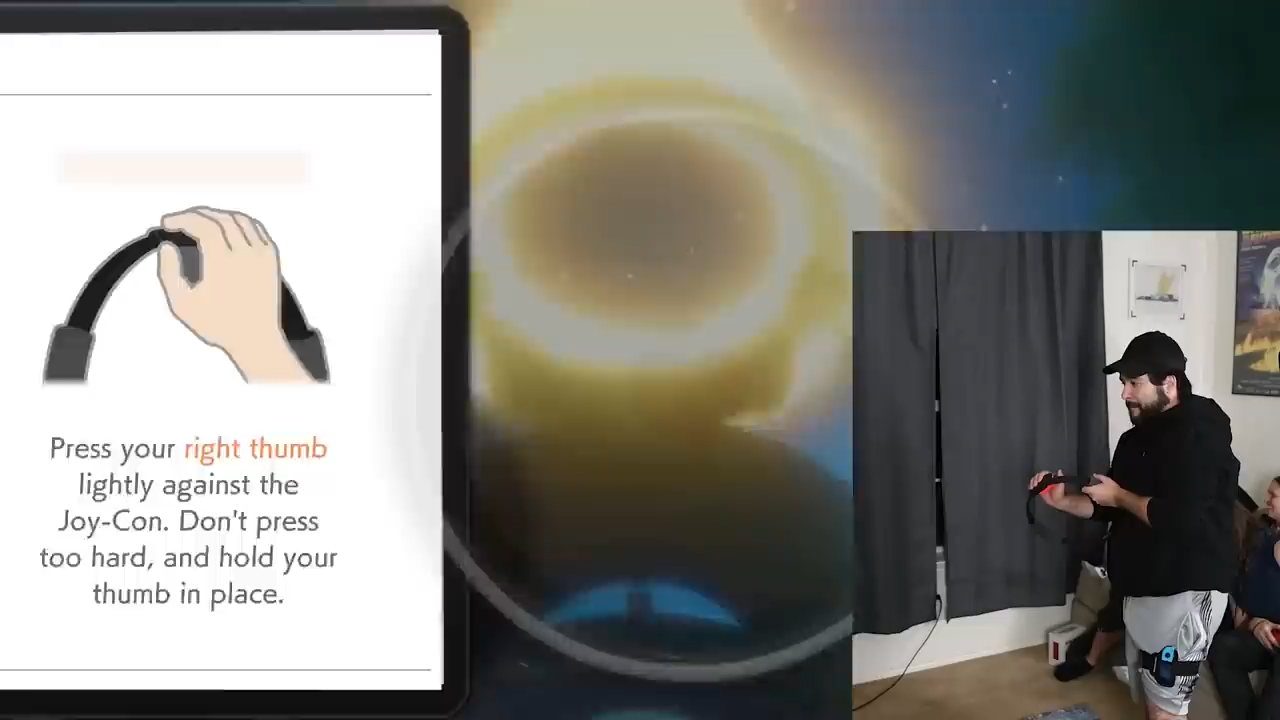 Press your right thumb
lightly against the
Joy-Con. Don't press
too hard, and hold your
thumb in place.